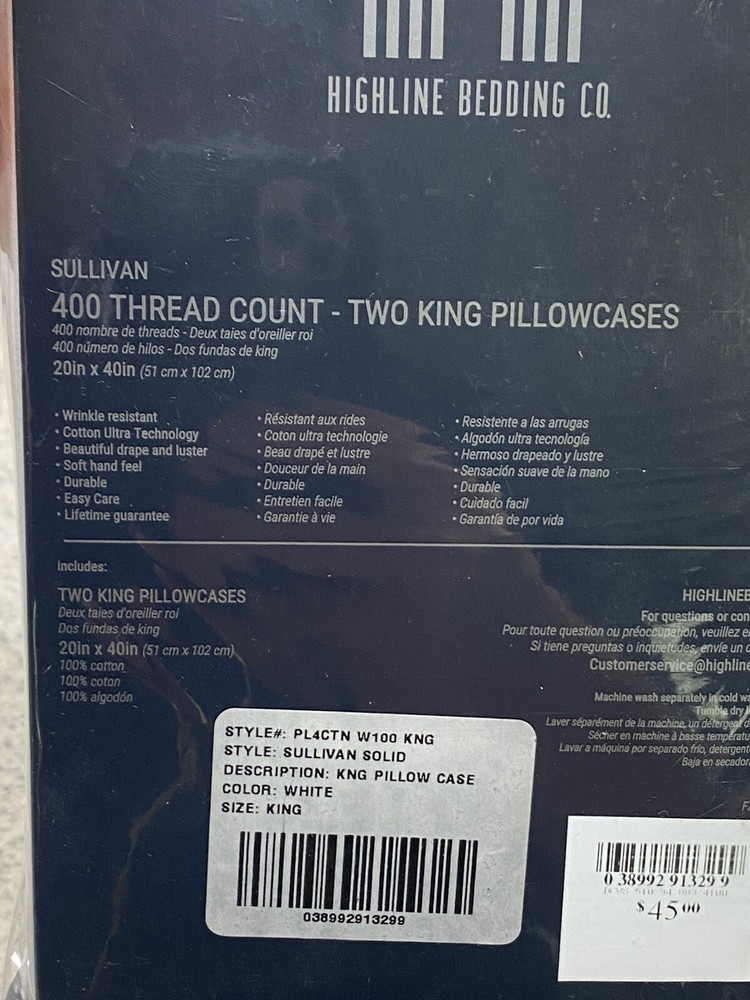 HIGHLINE BEDDING CO.
SULLIVAN
400 THREAD COUNT - TWO KING PILLOWCASES
400 nombre de threads - Deux taies d'oreiller roi
400 número de hilos - Dos fundas de king
20in x 40in (51 cm x 102 cm)
• Wrinkle resistant
• Cotton Ultra Technology
• Beautiful drape and luster
• Soft hand feel
• Durable
• Easy Care
• Lifetime guarantee
• Résistant aux rides
• Coton ultra technologie
• Beau drapé et lustre
• Douceur de la main
• Durable
• Entretien facile
• Garantie à vie
• Resistente a las arrugas
• Algodón ultra tecnología
• Hermoso drapeado y lustre
• Sensación suave de la mano
• Durable
• Cuidado facil
• Garantía de por vida
includes:
TWO KING PILLOWCASES
Deux taies d'oreiller roi
Dos fundas de king
20in x 40in (51 cm x 102 cm)
100% cotton
100% coton
100% algodón
HIGHLINEB
For questions or con
Pour toute question ou préoccupation, veuillez e
Si tiene preguntas o inquietudes, envíe un c
Customerservice@highline
Machine wash separately in cold wa
Tumble dry l
Laver séparément de la machine, un détergent d
Sécher en machine à basse températu
Lavar a máquina por separado frío, detergent
Baja en secador
STYLE#: PL4CTN W100 KNG
STYLE: SULLIVAN SOLID
DESCRIPTION: KNG PILLOW CASE
COLOR: WHITE
SIZE: KING
038992913299
0 38992 91329 9
$45.00